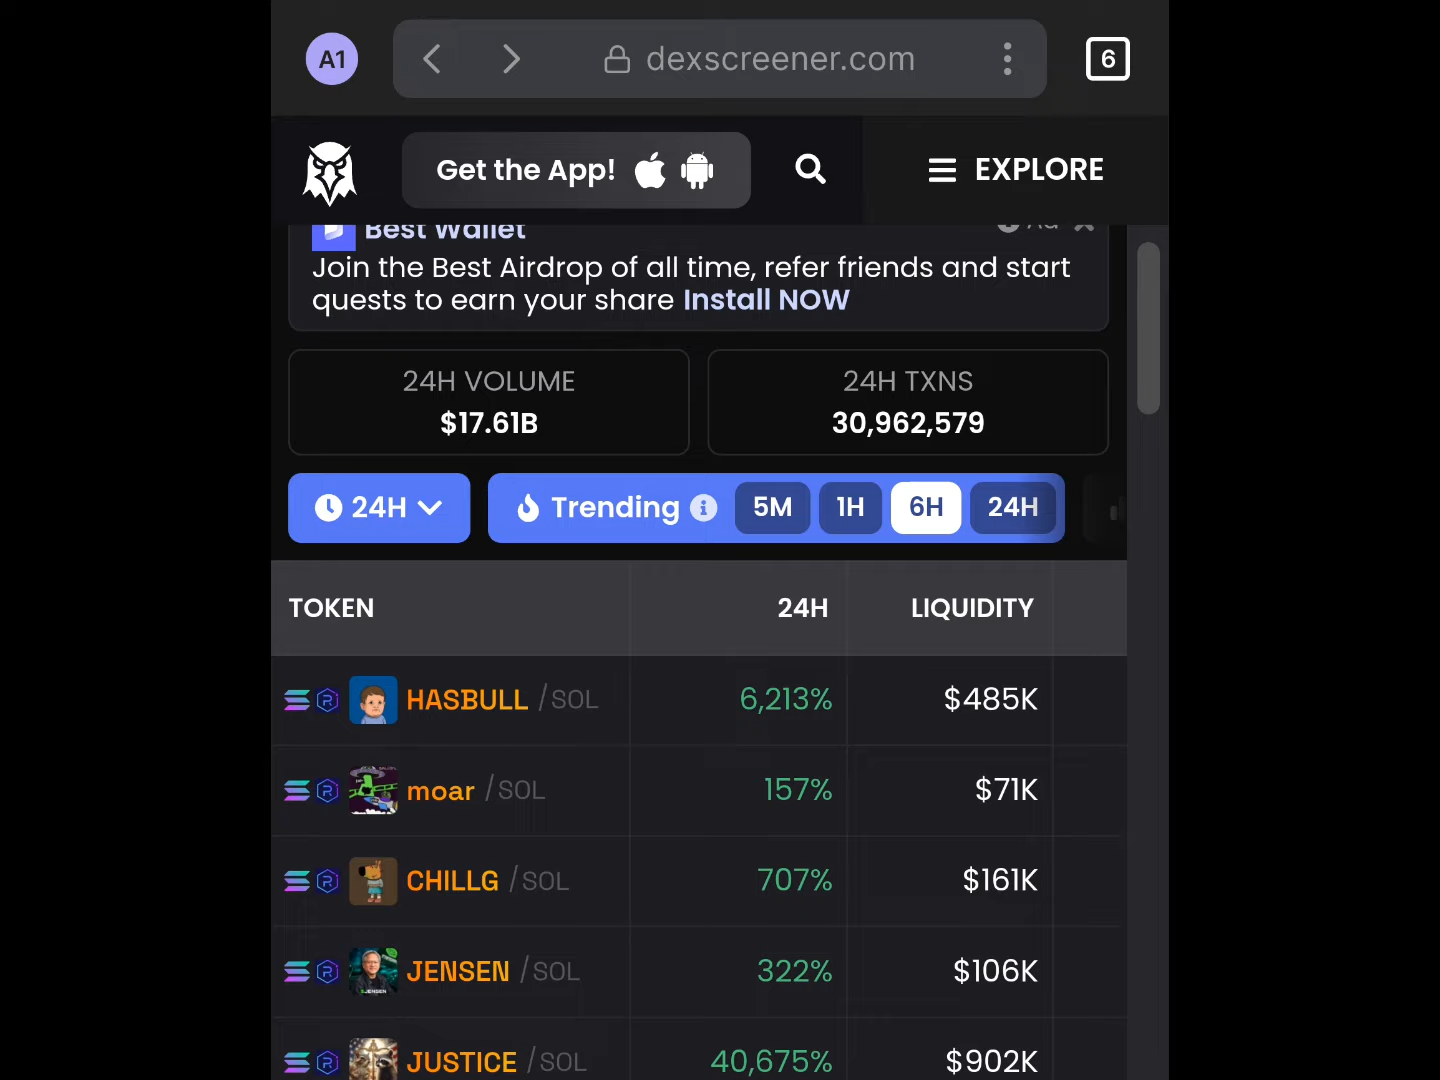 A1
dexscreener.com
6
Get the App!
EXPLORE
Best Wallet
Ad
Join the Best Airdrop of all time, refer friends and start
quests to earn your share Install NOW
24H VOLUME
$17.61B
24H TXNS
30,962,579
24H
Trending
5M
1H
6H
24H
TOKEN 24H LIQUIDITY
HASBULL /SOL 6,213% $485K
moar /SOL 157% $71K
CHILLG /SOL 707% $161K
JENSEN /SOL 322% $106K
JUSTICE /SOL 40,675% $902K